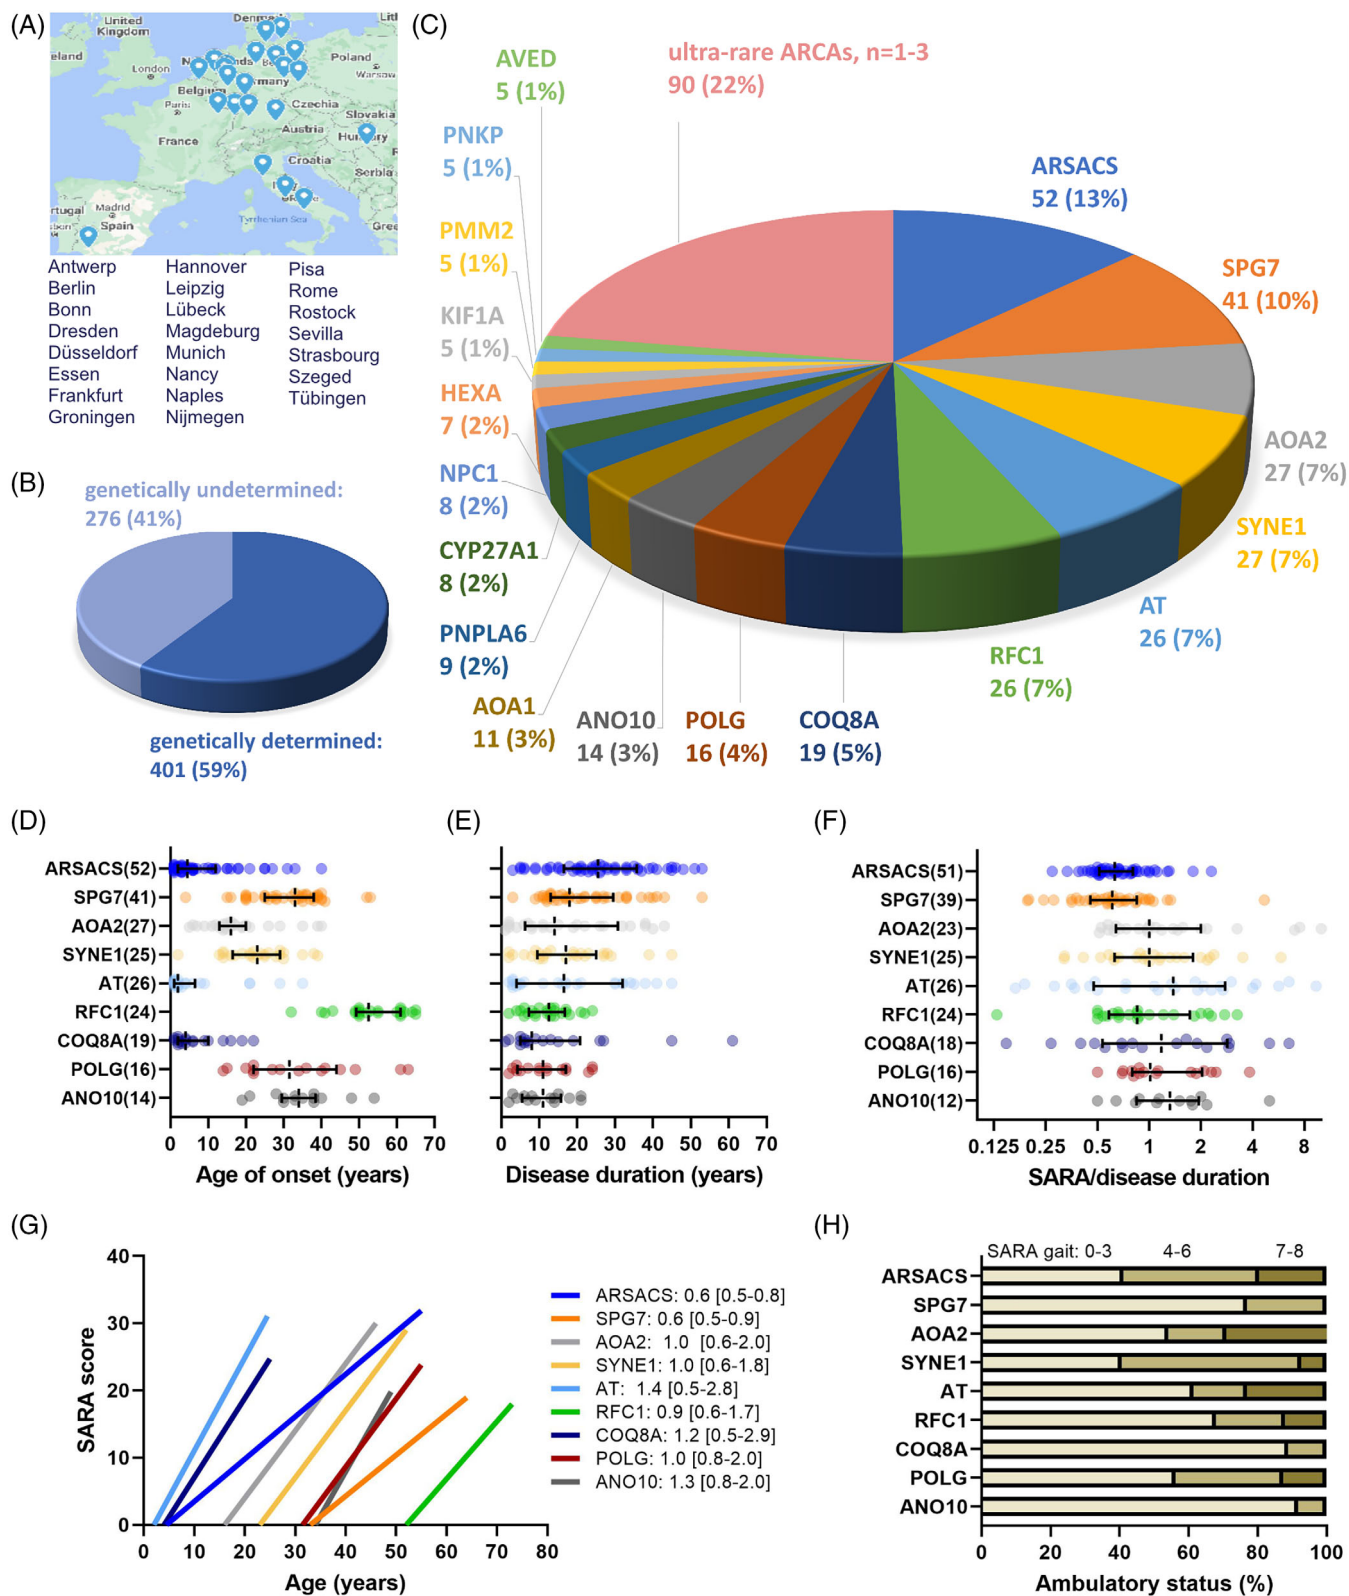 (A)
United
Kingdom
Denm
Lith
eland
London
Poland
Warsaw
Belgium
many
Paris
Czechia
Slovakia
France
Austria
Hungary
Croatia
Serbia
rtugal
Madrid
Spain
Tyrrhenian Sea
Gree
Antwerp
Berlin
Bonn
Dresden
Düsseldorf
Essen
Frankfurt
Groningen
Hannover
Leipzig
Lübeck
Magdeburg
Munich
Nancy
Naples
Nijmegen
Pisa
Rome
Rostock
Sevilla
Strasbourg
Szeged
Tübingen
(B)
genetically undetermined:
276 (41%)
genetically determined:
401 (59%)
(C)
ultra-rare ARCAs, n=1-3
90 (22%)
ARSACS
52 (13%)
SPG7
41 (10%)
AOA2
27 (7%)
SYNE1
27 (7%)
AT
26 (7%)
RFC1
26 (7%)
COQ8A
19 (5%)
POLG
16 (4%)
ANO10
14 (3%)
AOA1
11 (3%)
PNPLA6
9 (2%)
CYP27A1
8 (2%)
NPC1
8 (2%)
HEXA
7 (2%)
KIF1A
5 (1%)
PMM2
5 (1%)
PNKP
5 (1%)
AVED
5 (1%)
(D)
ARSACS(52)
SPG7(41)
AOA2(27)
SYNE1(25)
AT(26)
RFC1(24)
COQ8A(19)
POLG(16)
ANO10(14)
0 10 20 30 40 50 60 70
Age of onset (years)
(E)
0 10 20 30 40 50 60 70
Disease duration (years)
(F)
ARSACS(51)
SPG7(39)
AOA2(23)
SYNE1(25)
AT(26)
RFC1(24)
COQ8A(18)
POLG(16)
ANO10(12)
0.125 0.25 0.5 1 2 4 8
SARA/disease duration
(G)
SARA score
40
30
20
10
0
0 10 20 30 40 50 60 70 80
Age (years)
ARSACS: 0.6 [0.5-0.8]
SPG7: 0.6 [0.5-0.9]
AOA2: 1.0 [0.6-2.0]
SYNE1: 1.0 [0.6-1.8]
AT: 1.4 [0.5-2.8]
RFC1: 0.9 [0.6-1.7]
COQ8A: 1.2 [0.5-2.9]
POLG: 1.0 [0.8-2.0]
ANO10: 1.3 [0.8-2.0]
(H)
SARA gait: 0-3 4-6 7-8
ARSACS
SPG7
AOA2
SYNE1
AT
RFC1
COQ8A
POLG
ANO10
0 20 40 60 80 100
Ambulatory status (%)